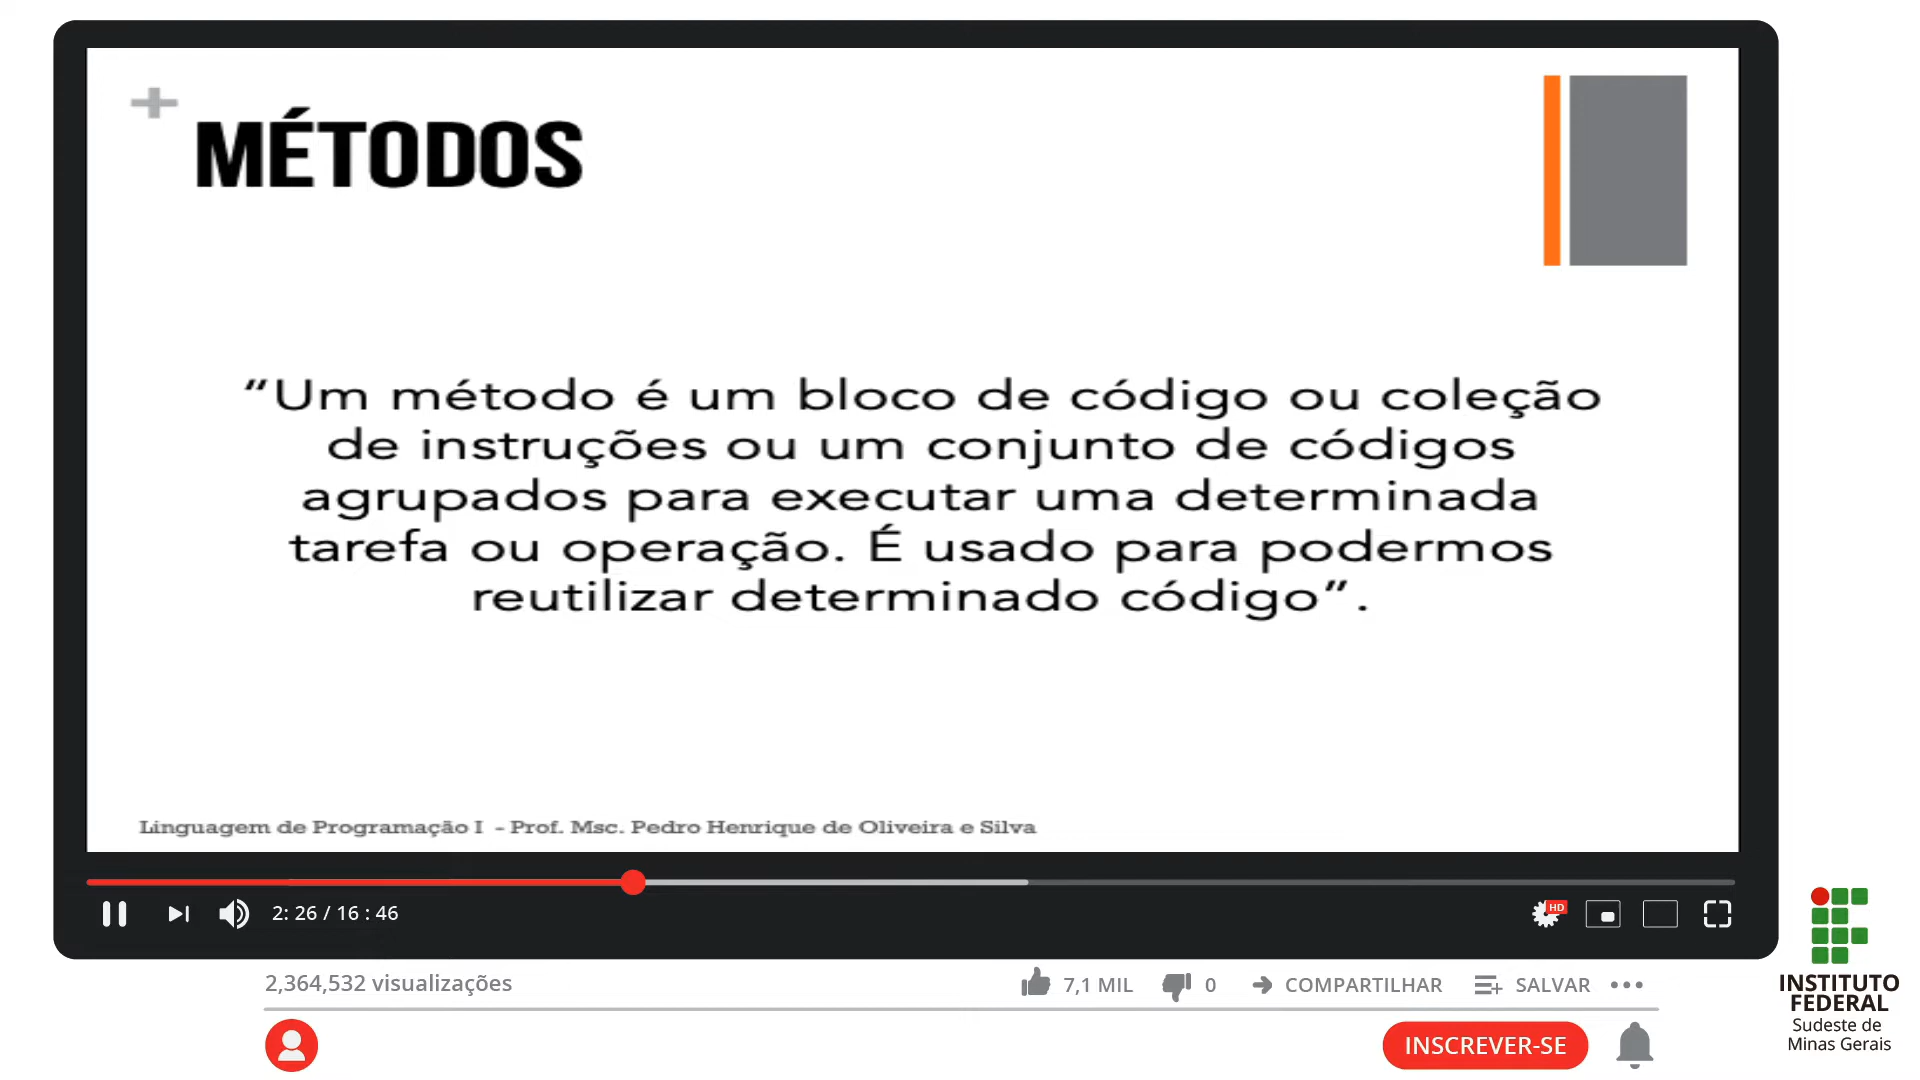 MÉTODOS
“Um método é um bloco de código ou coleção
de instruções ou um conjunto de códigos
agrupados para executar uma determinada
tarefa ou operação. É usado para podermos
reutilizar determinado código”.
Linguagem de Programação I - Prof. Msc. Pedro Henrique de Oliveira e Silva
2: 26 / 16 : 46
HD
2,364,532 visualizações
7,1 MIL
0
COMPARTILHAR
SALVAR
INSCREVER-SE
INSTITUTO
FEDERAL
Sudeste de
Minas Gerais